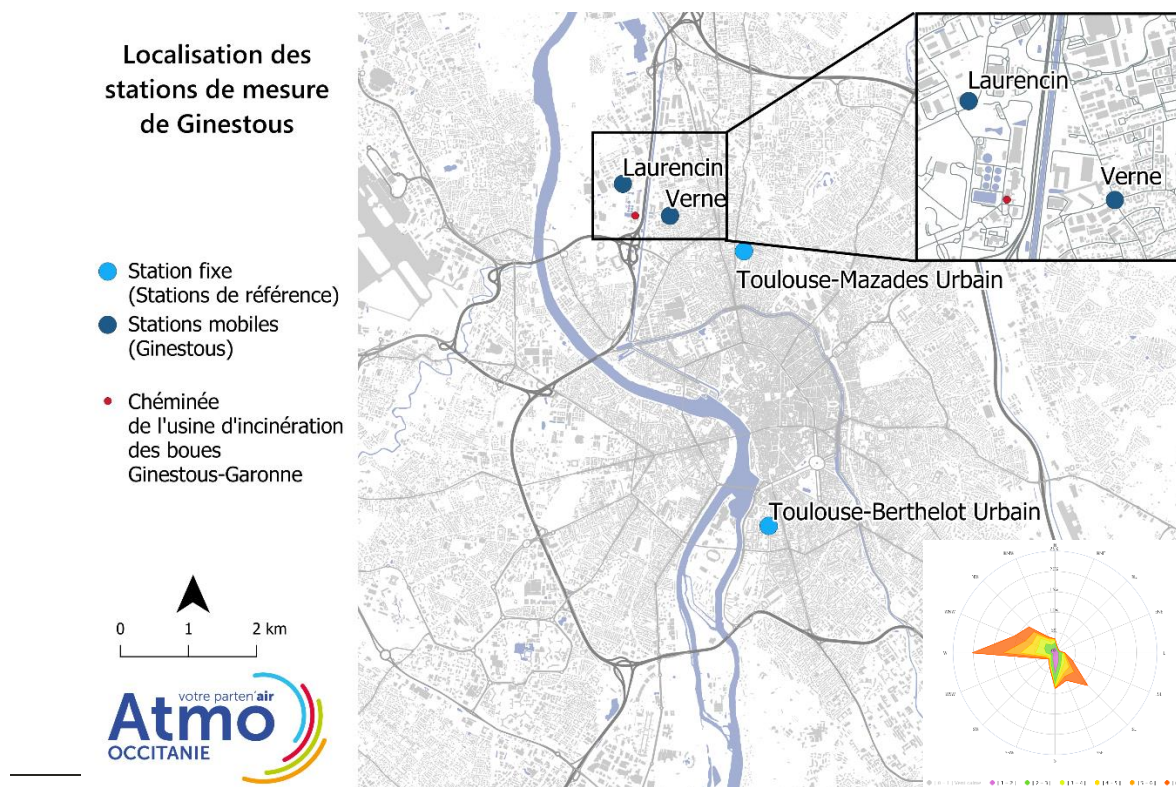 Localisation des
stations de mesure
de Ginestous
Station fixe
(Stations de référence)
Stations mobiles
(Ginestous)
Chéminée
de l'usine d'incinération
des boues
Ginestous-Garonne
0 1 2 km
votre parten'air
Atmo
OCCITANIE
Laurencin
Verne
Toulouse-Mazades Urbain
Toulouse-Berthelot Urbain
Laurencin
Verne